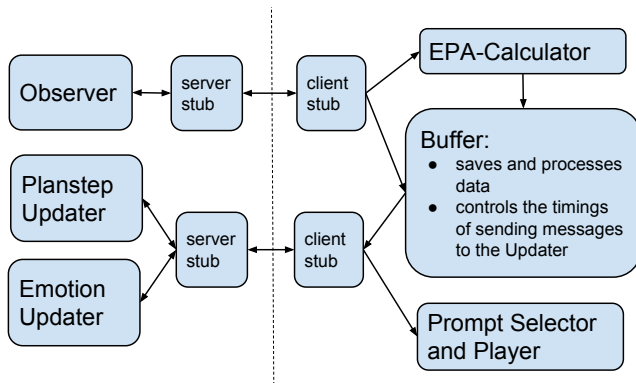 Observer
server
stub
client
stub
EPA-Calculator
Buffer:
● saves and processes
data
● controls the timings
of sending messages
to the Updater
Planstep
Updater
Emotion
Updater
server
stub
client
stub
Prompt Selector
and Player